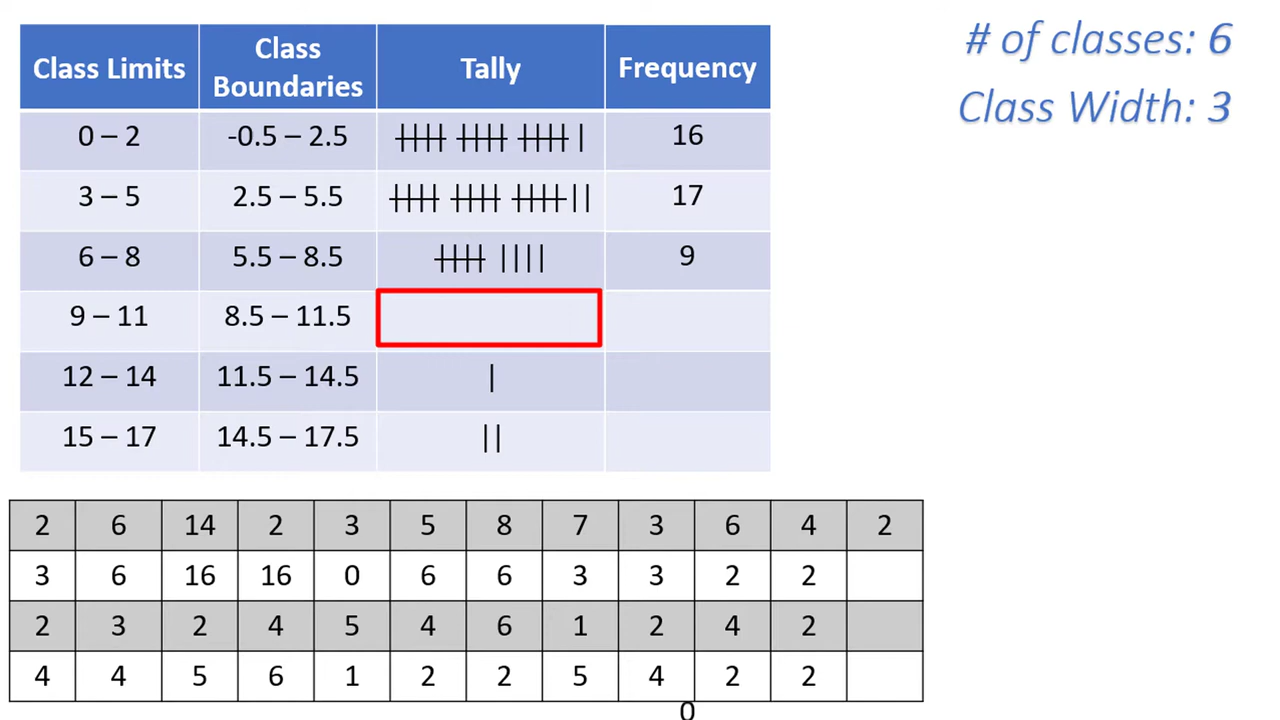 # of classes: 6
Class Width: 3
Class Limits Class Boundaries Tally Frequency
0 – 2 -0.5 – 2.5 16
3 – 5 2.5 – 5.5 17
6 – 8 5.5 – 8.5 9
9 – 11 8.5 – 11.5
12 – 14 11.5 – 14.5
15 – 17 14.5 – 17.5
2 6 14 2 3 5 8 7 3 6 4 2
3 6 16 16 0 6 6 3 3 2 2
2 3 2 4 5 4 6 1 2 4 2
4 4 5 6 1 2 2 5 4 2 2
0